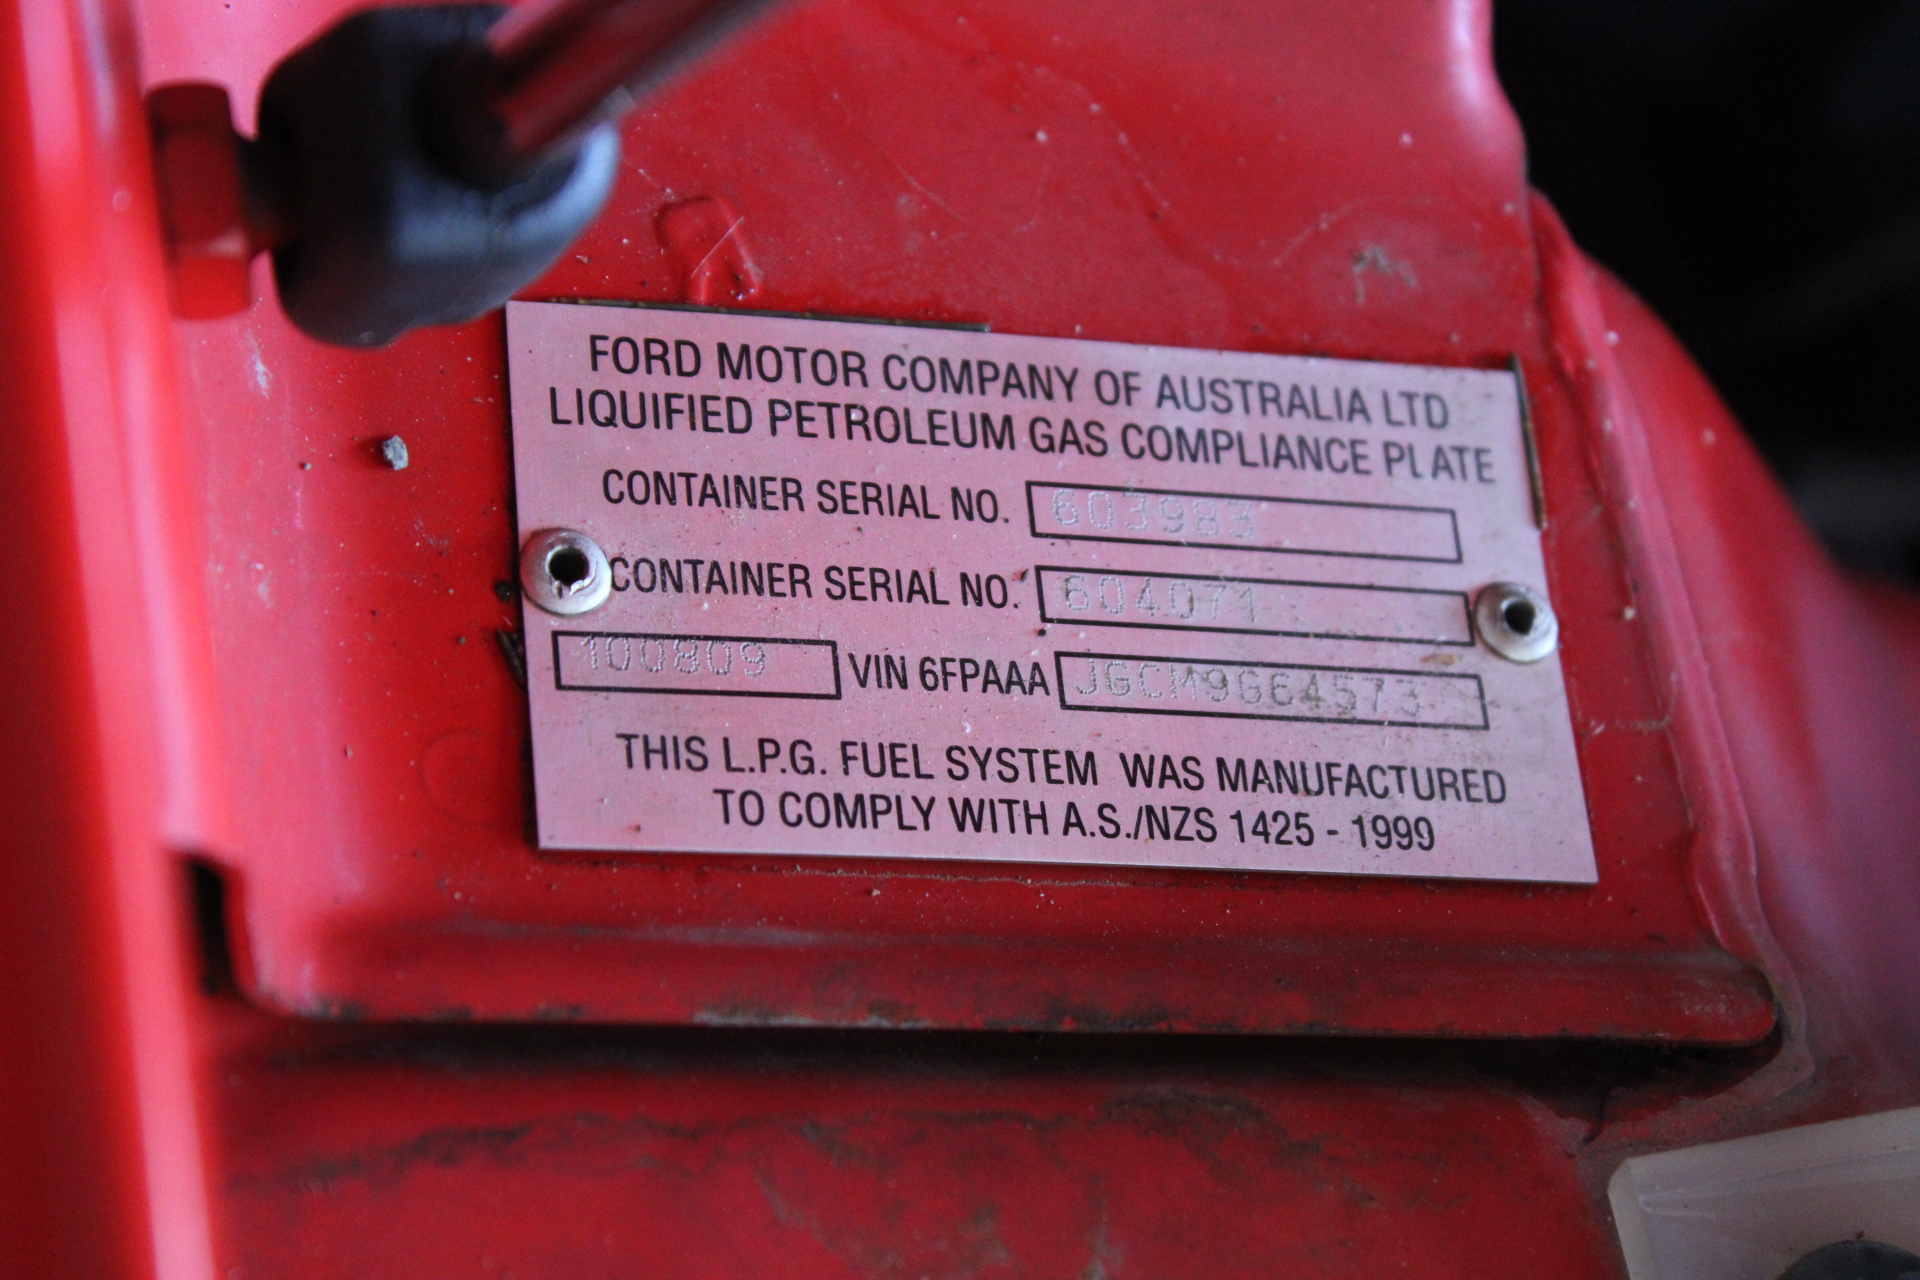 FORD MOTOR COMPANY OF AUSTRALIA LTD
LIQUIFIED PETROLEUM GAS COMPLIANCE PLATE
CONTAINER SERIAL NO. 603983
CONTAINER SERIAL NO. 604071
100809 VIN 6FPAAA JGCM9G64573
THIS L.P.G. FUEL SYSTEM WAS MANUFACTURED
TO COMPLY WITH A.S./NZS 1425 - 1999